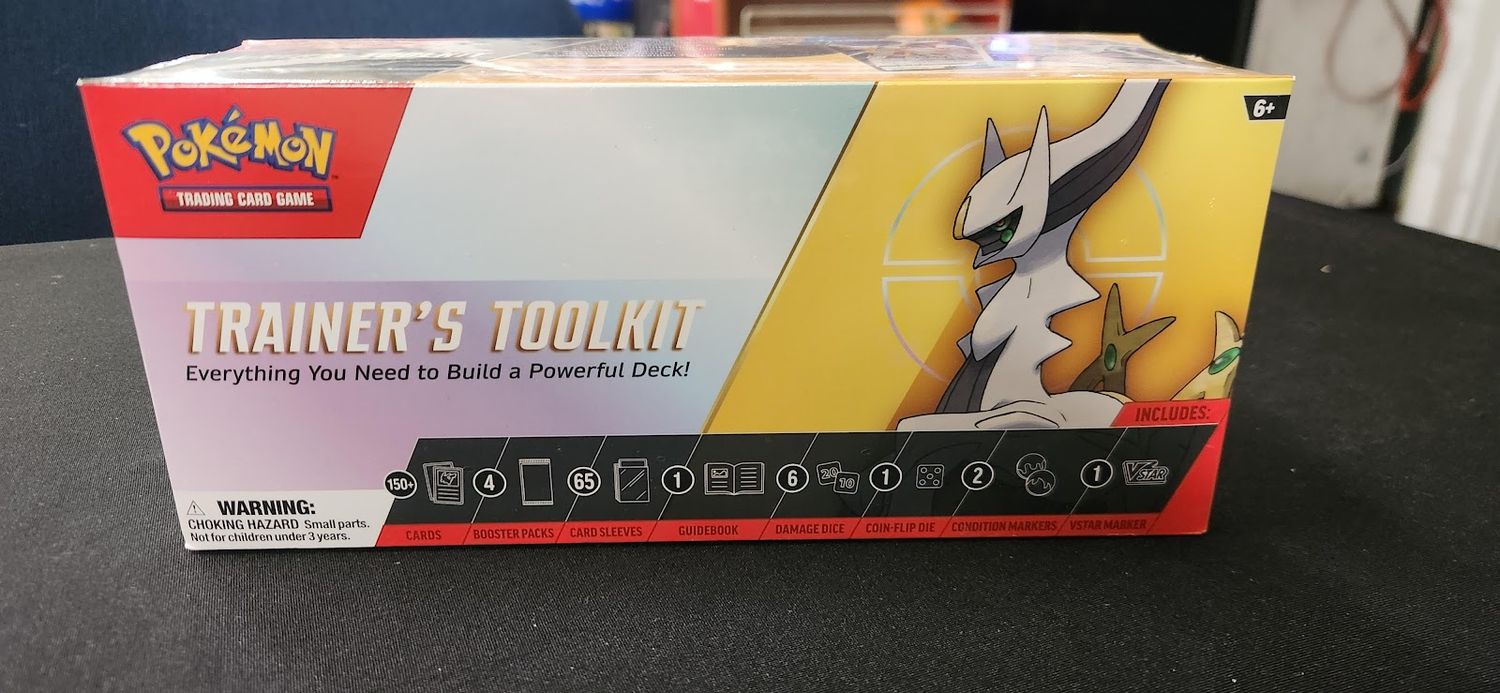 POKéMON
TRADING CARD GAME
6+
TRAINER'S TOOLKIT
Everything You Need to Build a Powerful Deck!
INCLUDES:
150+ 4 65 1 6 20 10 1 2 1 VSTAR
CARDS BOOSTER PACKS CARD SLEEVES GUIDEBOOK DAMAGE DICE COIN-FLIP DIE CONDITION MARKERS VSTAR MARKER
WARNING:
CHOKING HAZARD Small parts.
Not for children under 3 years.